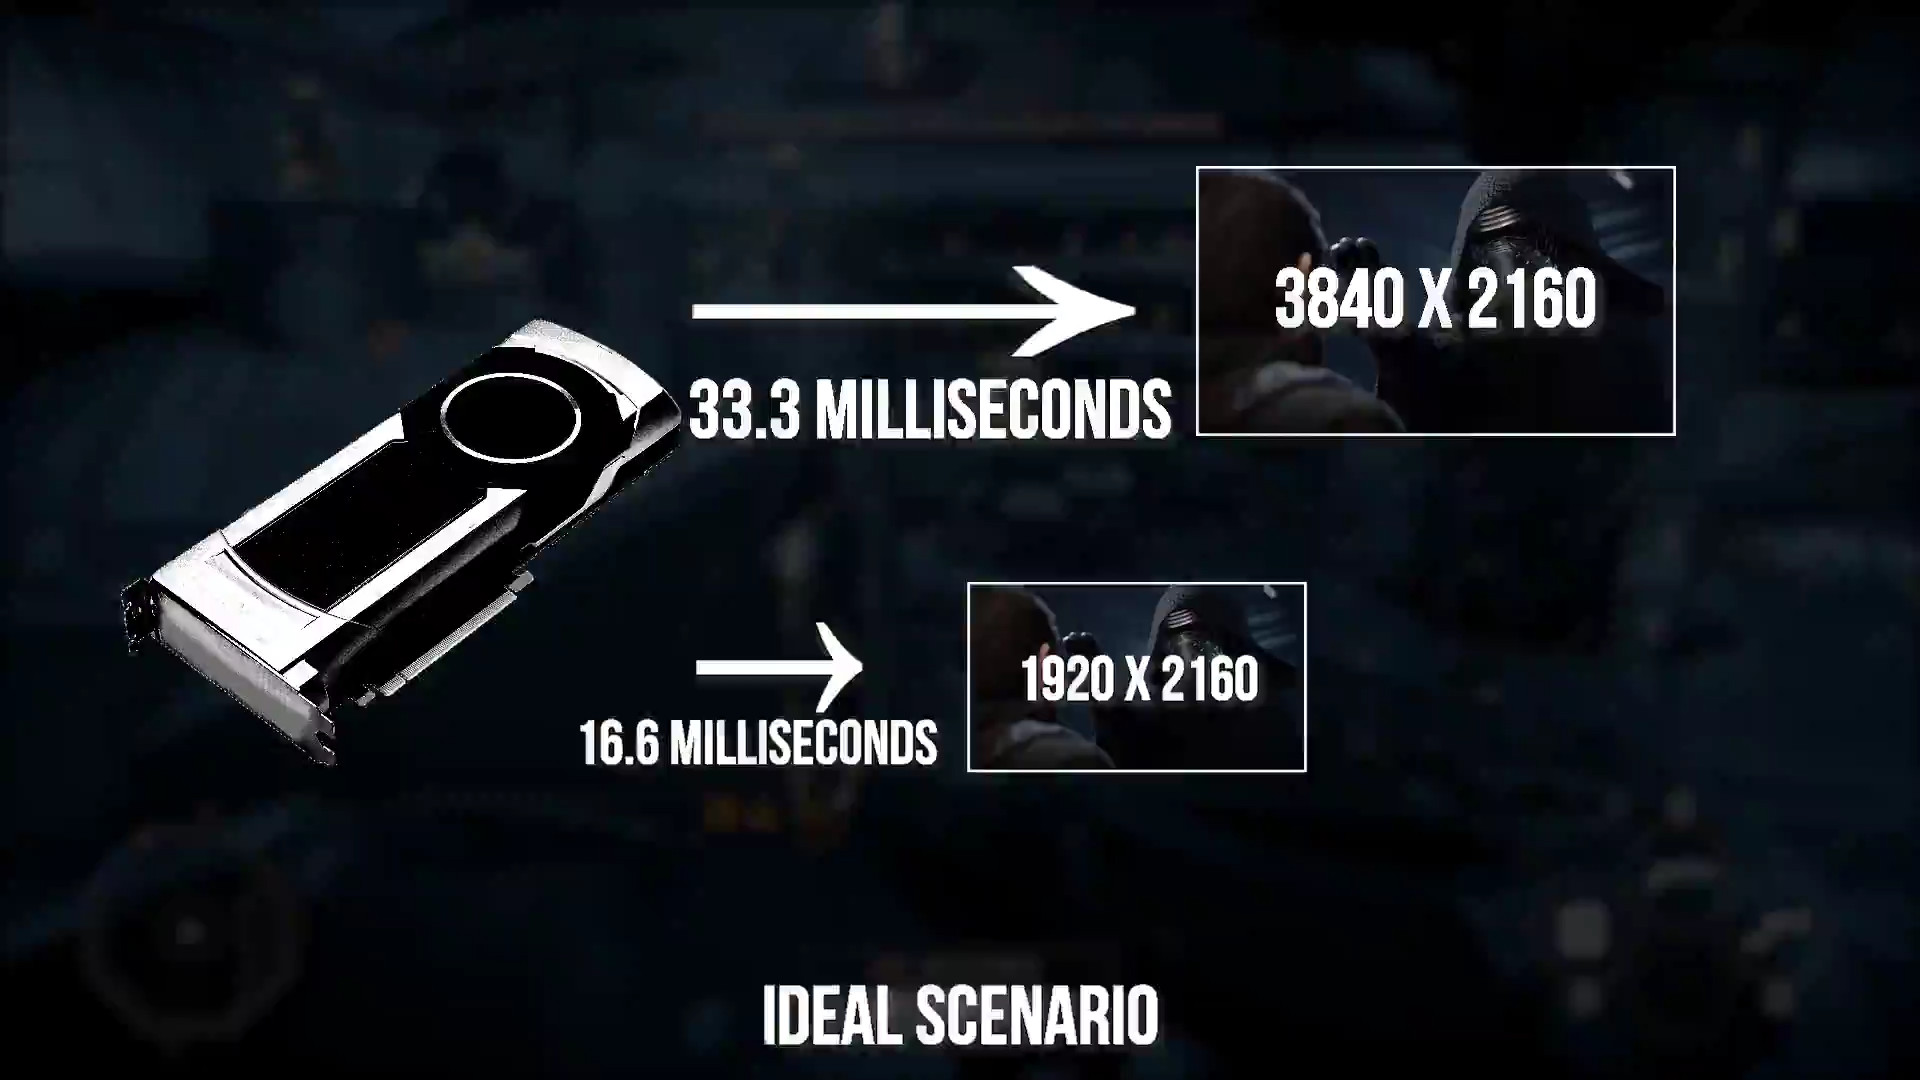 3840 X 2160
33.3 MILLISECONDS
1920 X 2160
16.6 MILLISECONDS
IDEAL SCENARIO